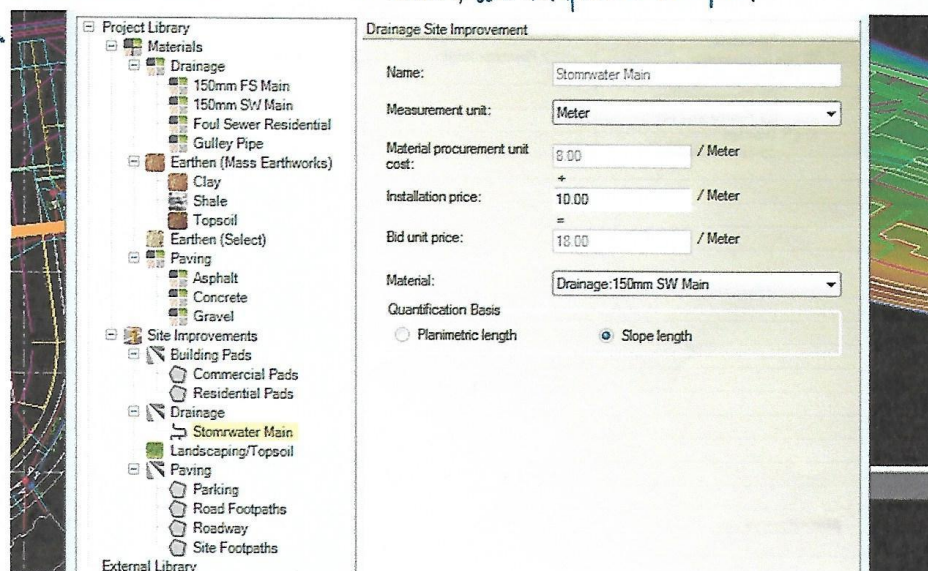 Project Library
Materials
Drainage
150mm FS Main
150mm SW Main
Foul Sewer Residential
Gulley Pipe
Earthen (Mass Earthworks)
Clay
Shale
Topsoil
Earthen (Select)
Paving
Asphalt
Concrete
Gravel
Site Improvements
Building Pads
Commercial Pads
Residential Pads
Drainage
Stomrwater Main
Landscaping/Topsoil
Paving
Parking
Road Footpaths
Roadway
Site Footpaths
External Library
Drainage Site Improvement
Name: Stomrwater Main
Measurement unit: Meter
Material procurement unit
cost: 8.00 / Meter
+
Installation price: 10.00 / Meter
=
Bid unit price: 18.00 / Meter
Material: Drainage:150mm SW Main
Quantification Basis
Planimetric length Slope length